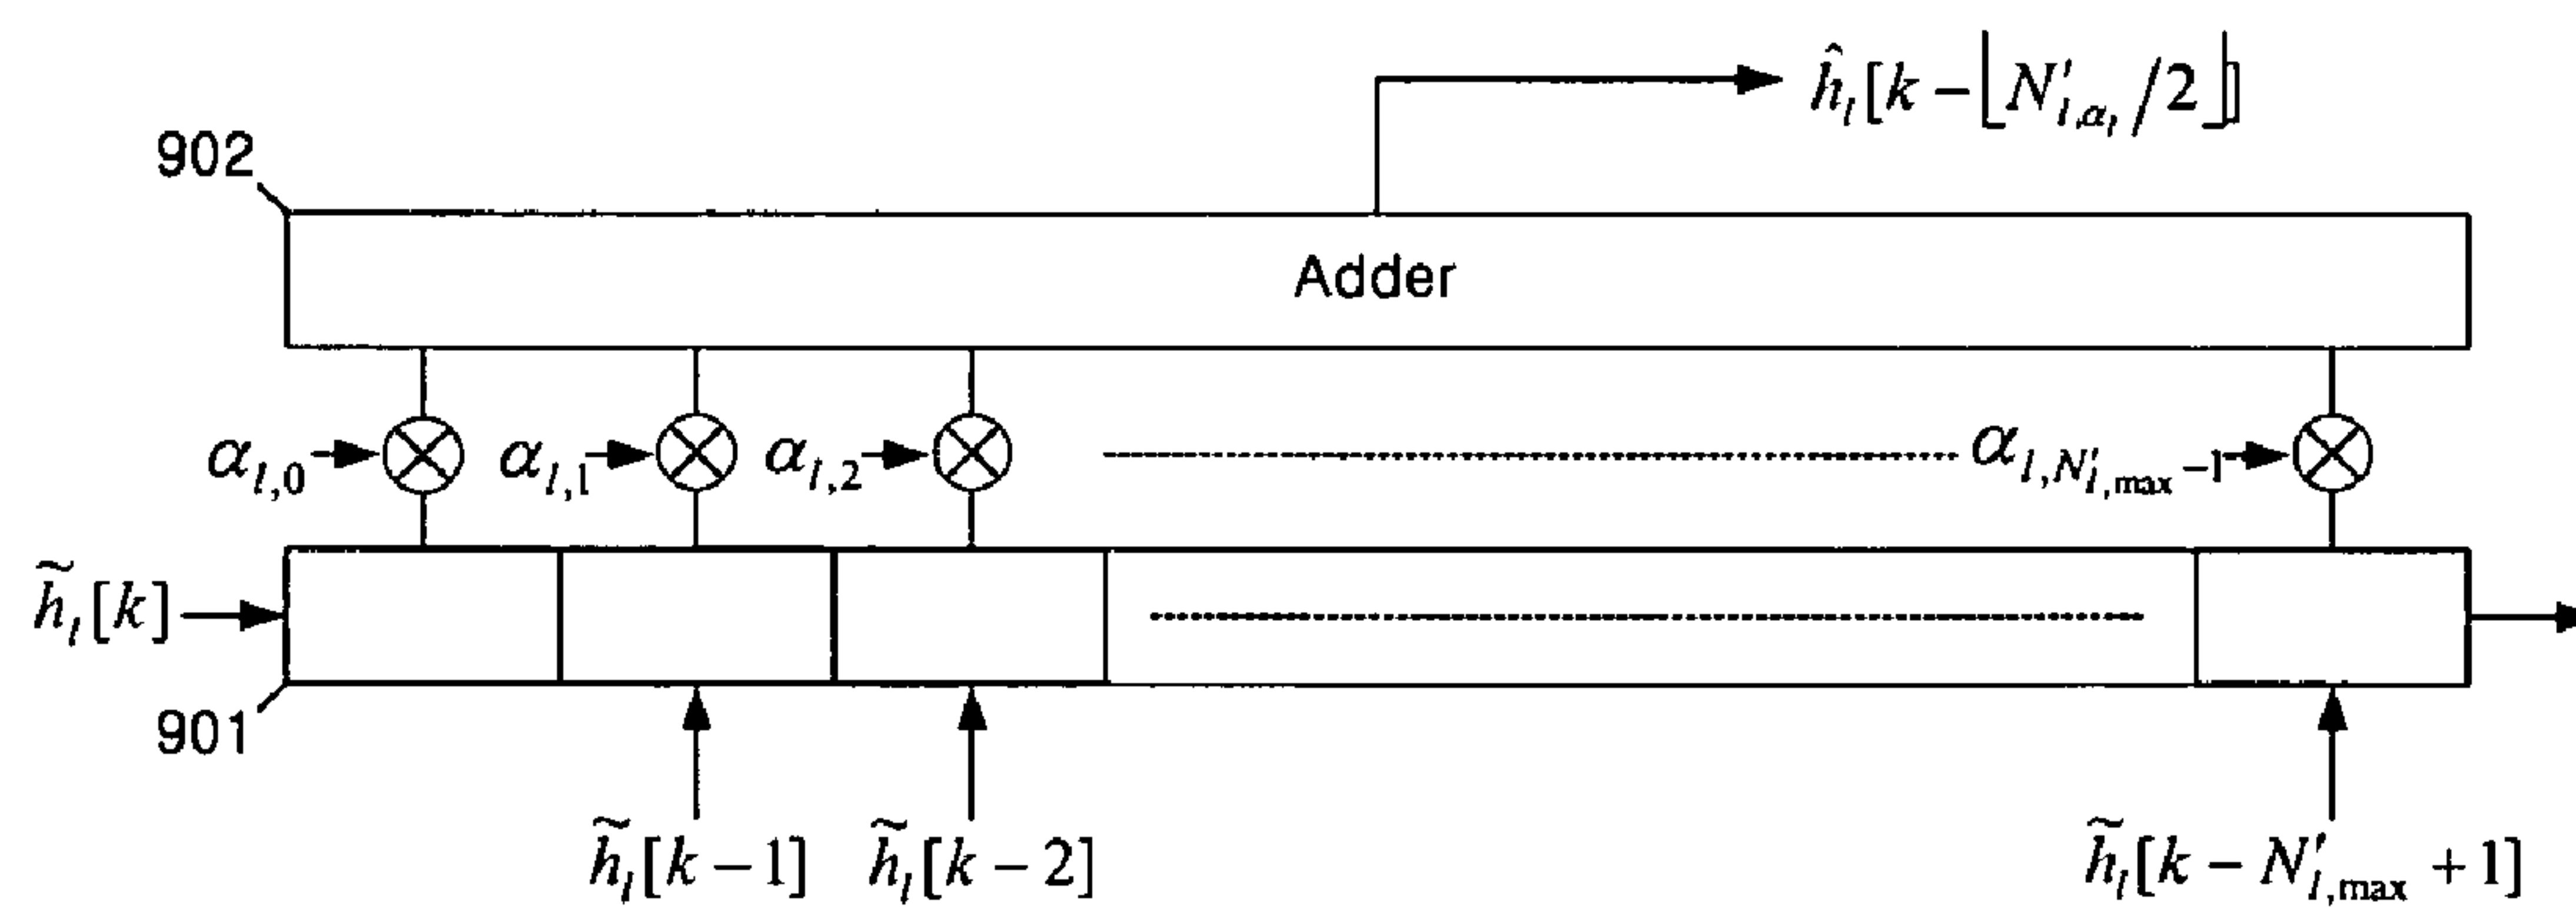 ĥ_l[k − ⌊N′_{l,α_l}/2⌋]
902
Adder
α_{l,0} α_{l,1} α_{l,2} α_{l,N′_{l,max}−1}
h̃_l[k]
901
h̃_l[k − 1] h̃_l[k − 2] h̃_l[k − N′_{l,max} + 1]